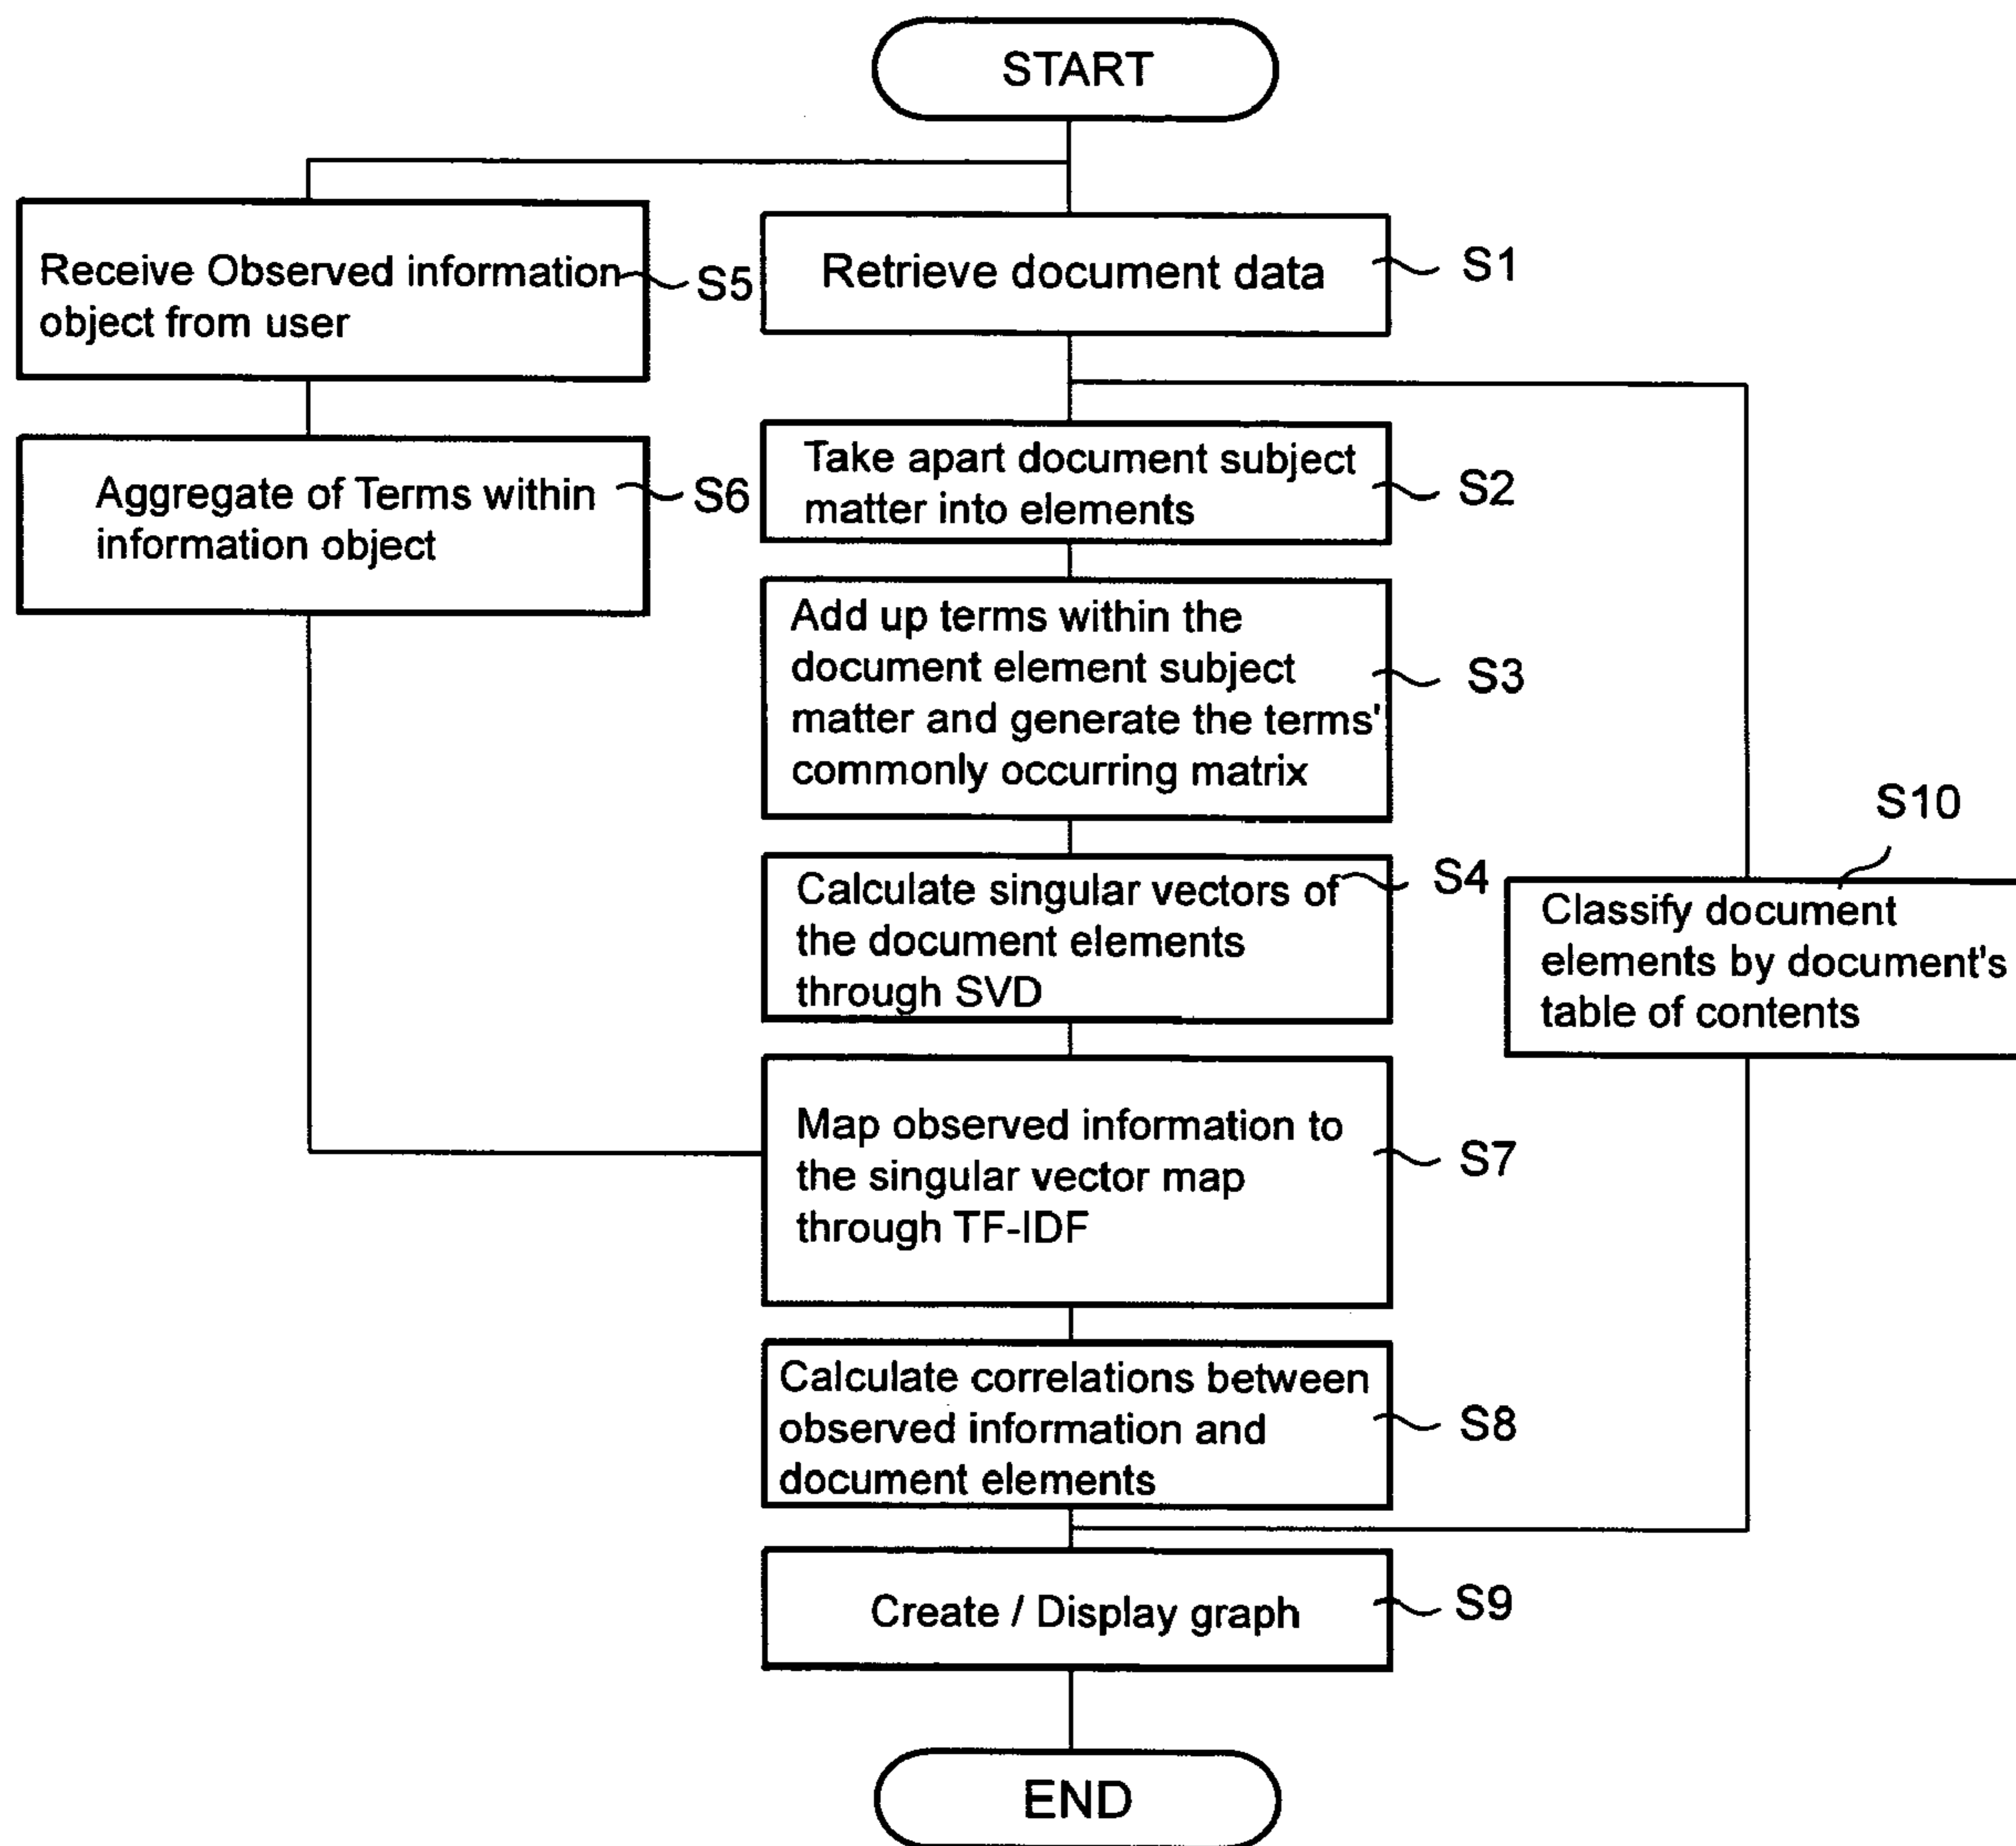 START
Receive Observed information
object from user
S5
Retrieve document data
S1
Aggregate of Terms within
information object
S6
Take apart document subject
matter into elements
S2
Add up terms within the
document element subject
matter and generate the terms'
commonly occurring matrix
S3
Calculate singular vectors of
the document elements
through SVD
S4
S10
Classify document
elements by document's
table of contents
Map observed information to
the singular vector map
through TF-IDF
S7
Calculate correlations between
observed information and
document elements
S8
Create / Display graph
S9
END